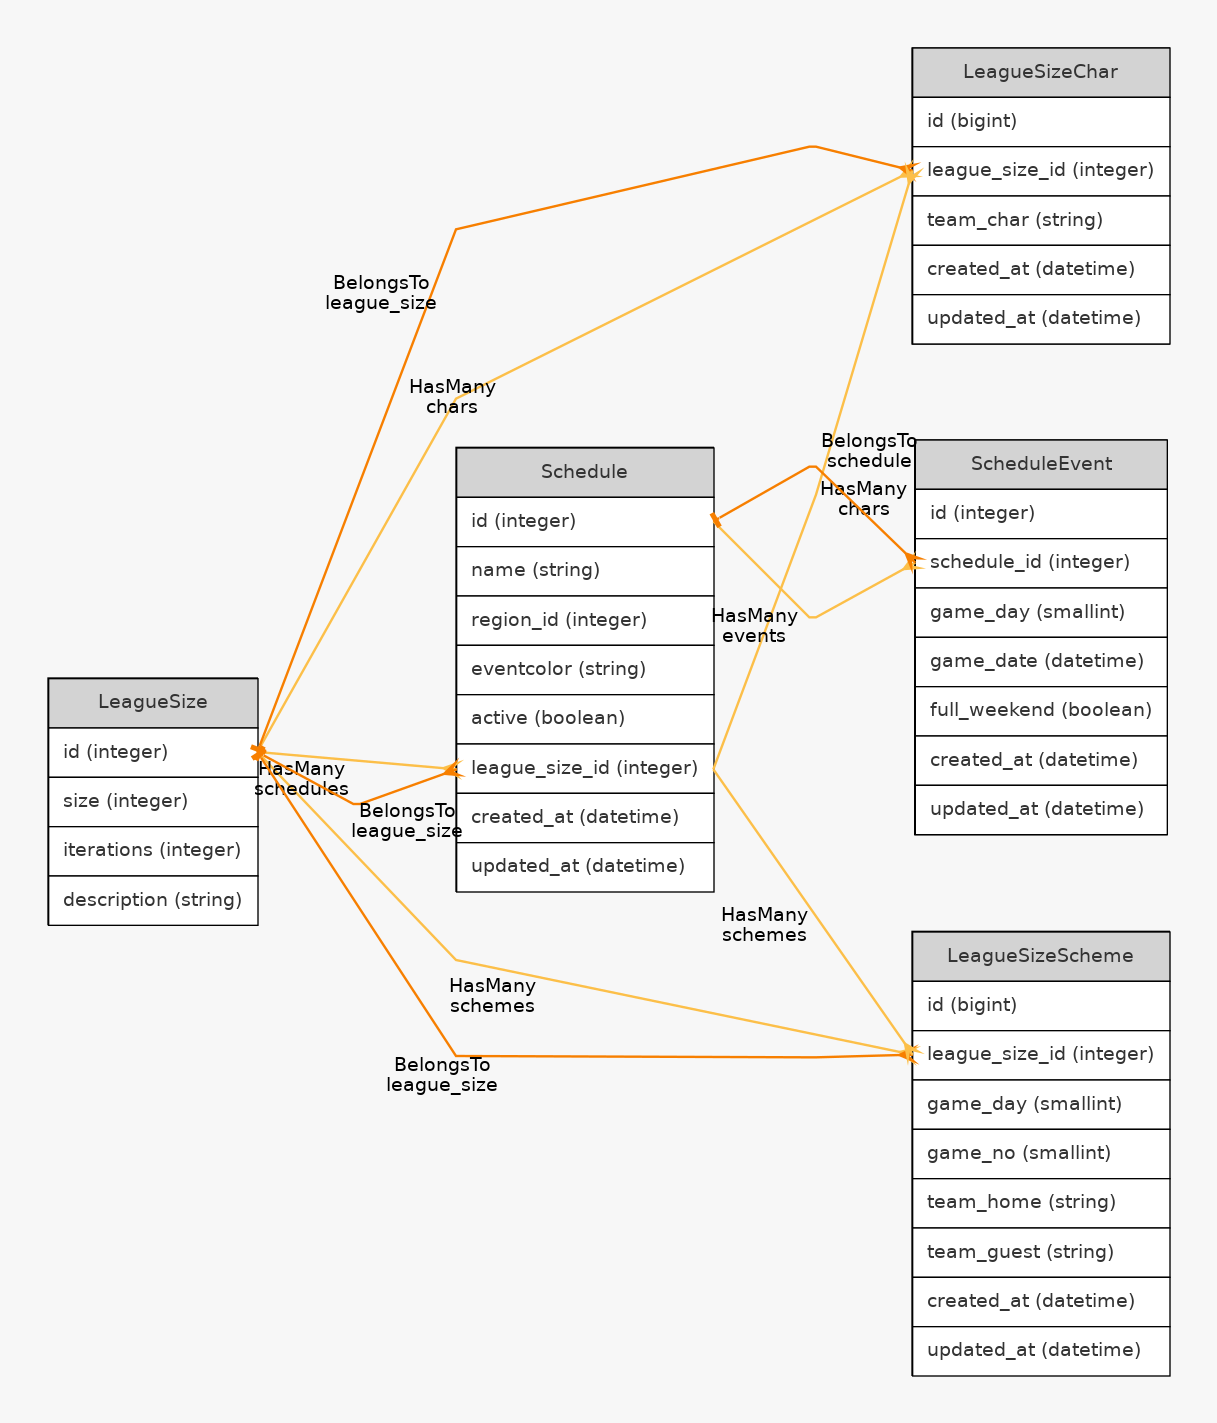 LeagueSizeChar
id (bigint)
league_size_id (integer)
team_char (string)
created_at (datetime)
updated_at (datetime)
BelongsTo
league_size
HasMany
chars
Schedule
id (integer)
name (string)
region_id (integer)
eventcolor (string)
active (boolean)
league_size_id (integer)
created_at (datetime)
updated_at (datetime)
BelongsTo
schedule
HasMany
chars
HasMany
events
ScheduleEvent
id (integer)
schedule_id (integer)
game_day (smallint)
game_date (datetime)
full_weekend (boolean)
created_at (datetime)
updated_at (datetime)
LeagueSize
id (integer)
size (integer)
iterations (integer)
description (string)
HasMany
schedules
BelongsTo
league_size
HasMany
schemes
HasMany
schemes
BelongsTo
league_size
LeagueSizeScheme
id (bigint)
league_size_id (integer)
game_day (smallint)
game_no (smallint)
team_home (string)
team_guest (string)
created_at (datetime)
updated_at (datetime)